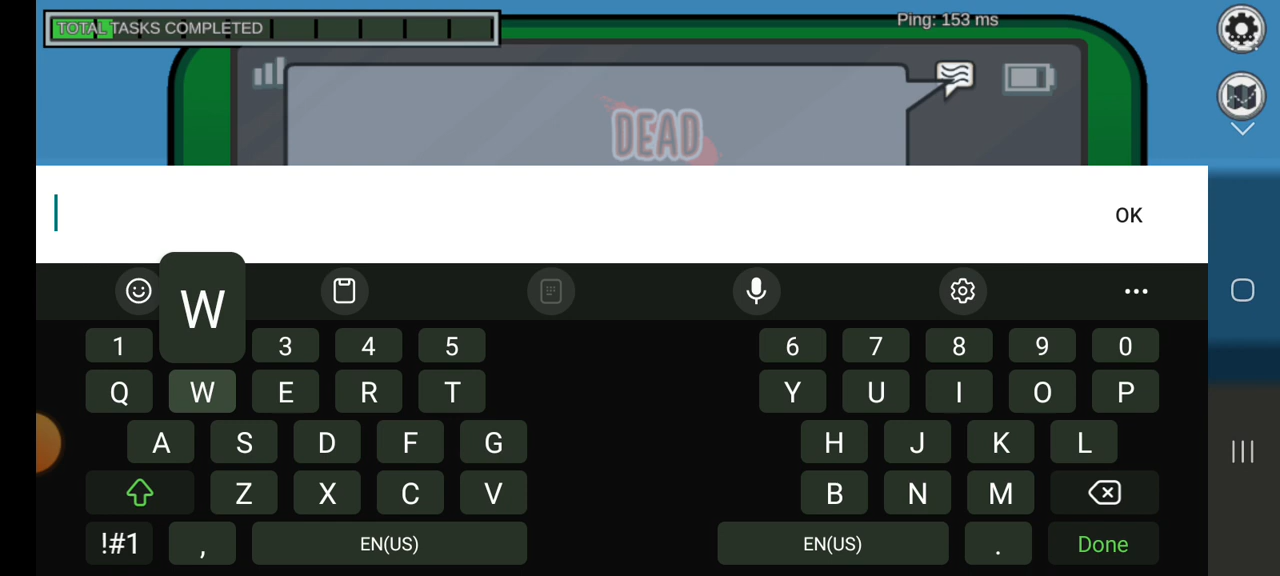 TOTAL TASKS COMPLETED
Ping: 153 ms
DEAD
OK
W
1 3 4 5 6 7 8 9 0
Q W E R T Y U I O P
A S D F G H J K L
Z X C V B N M
!#1 , EN(US) EN(US) . Done